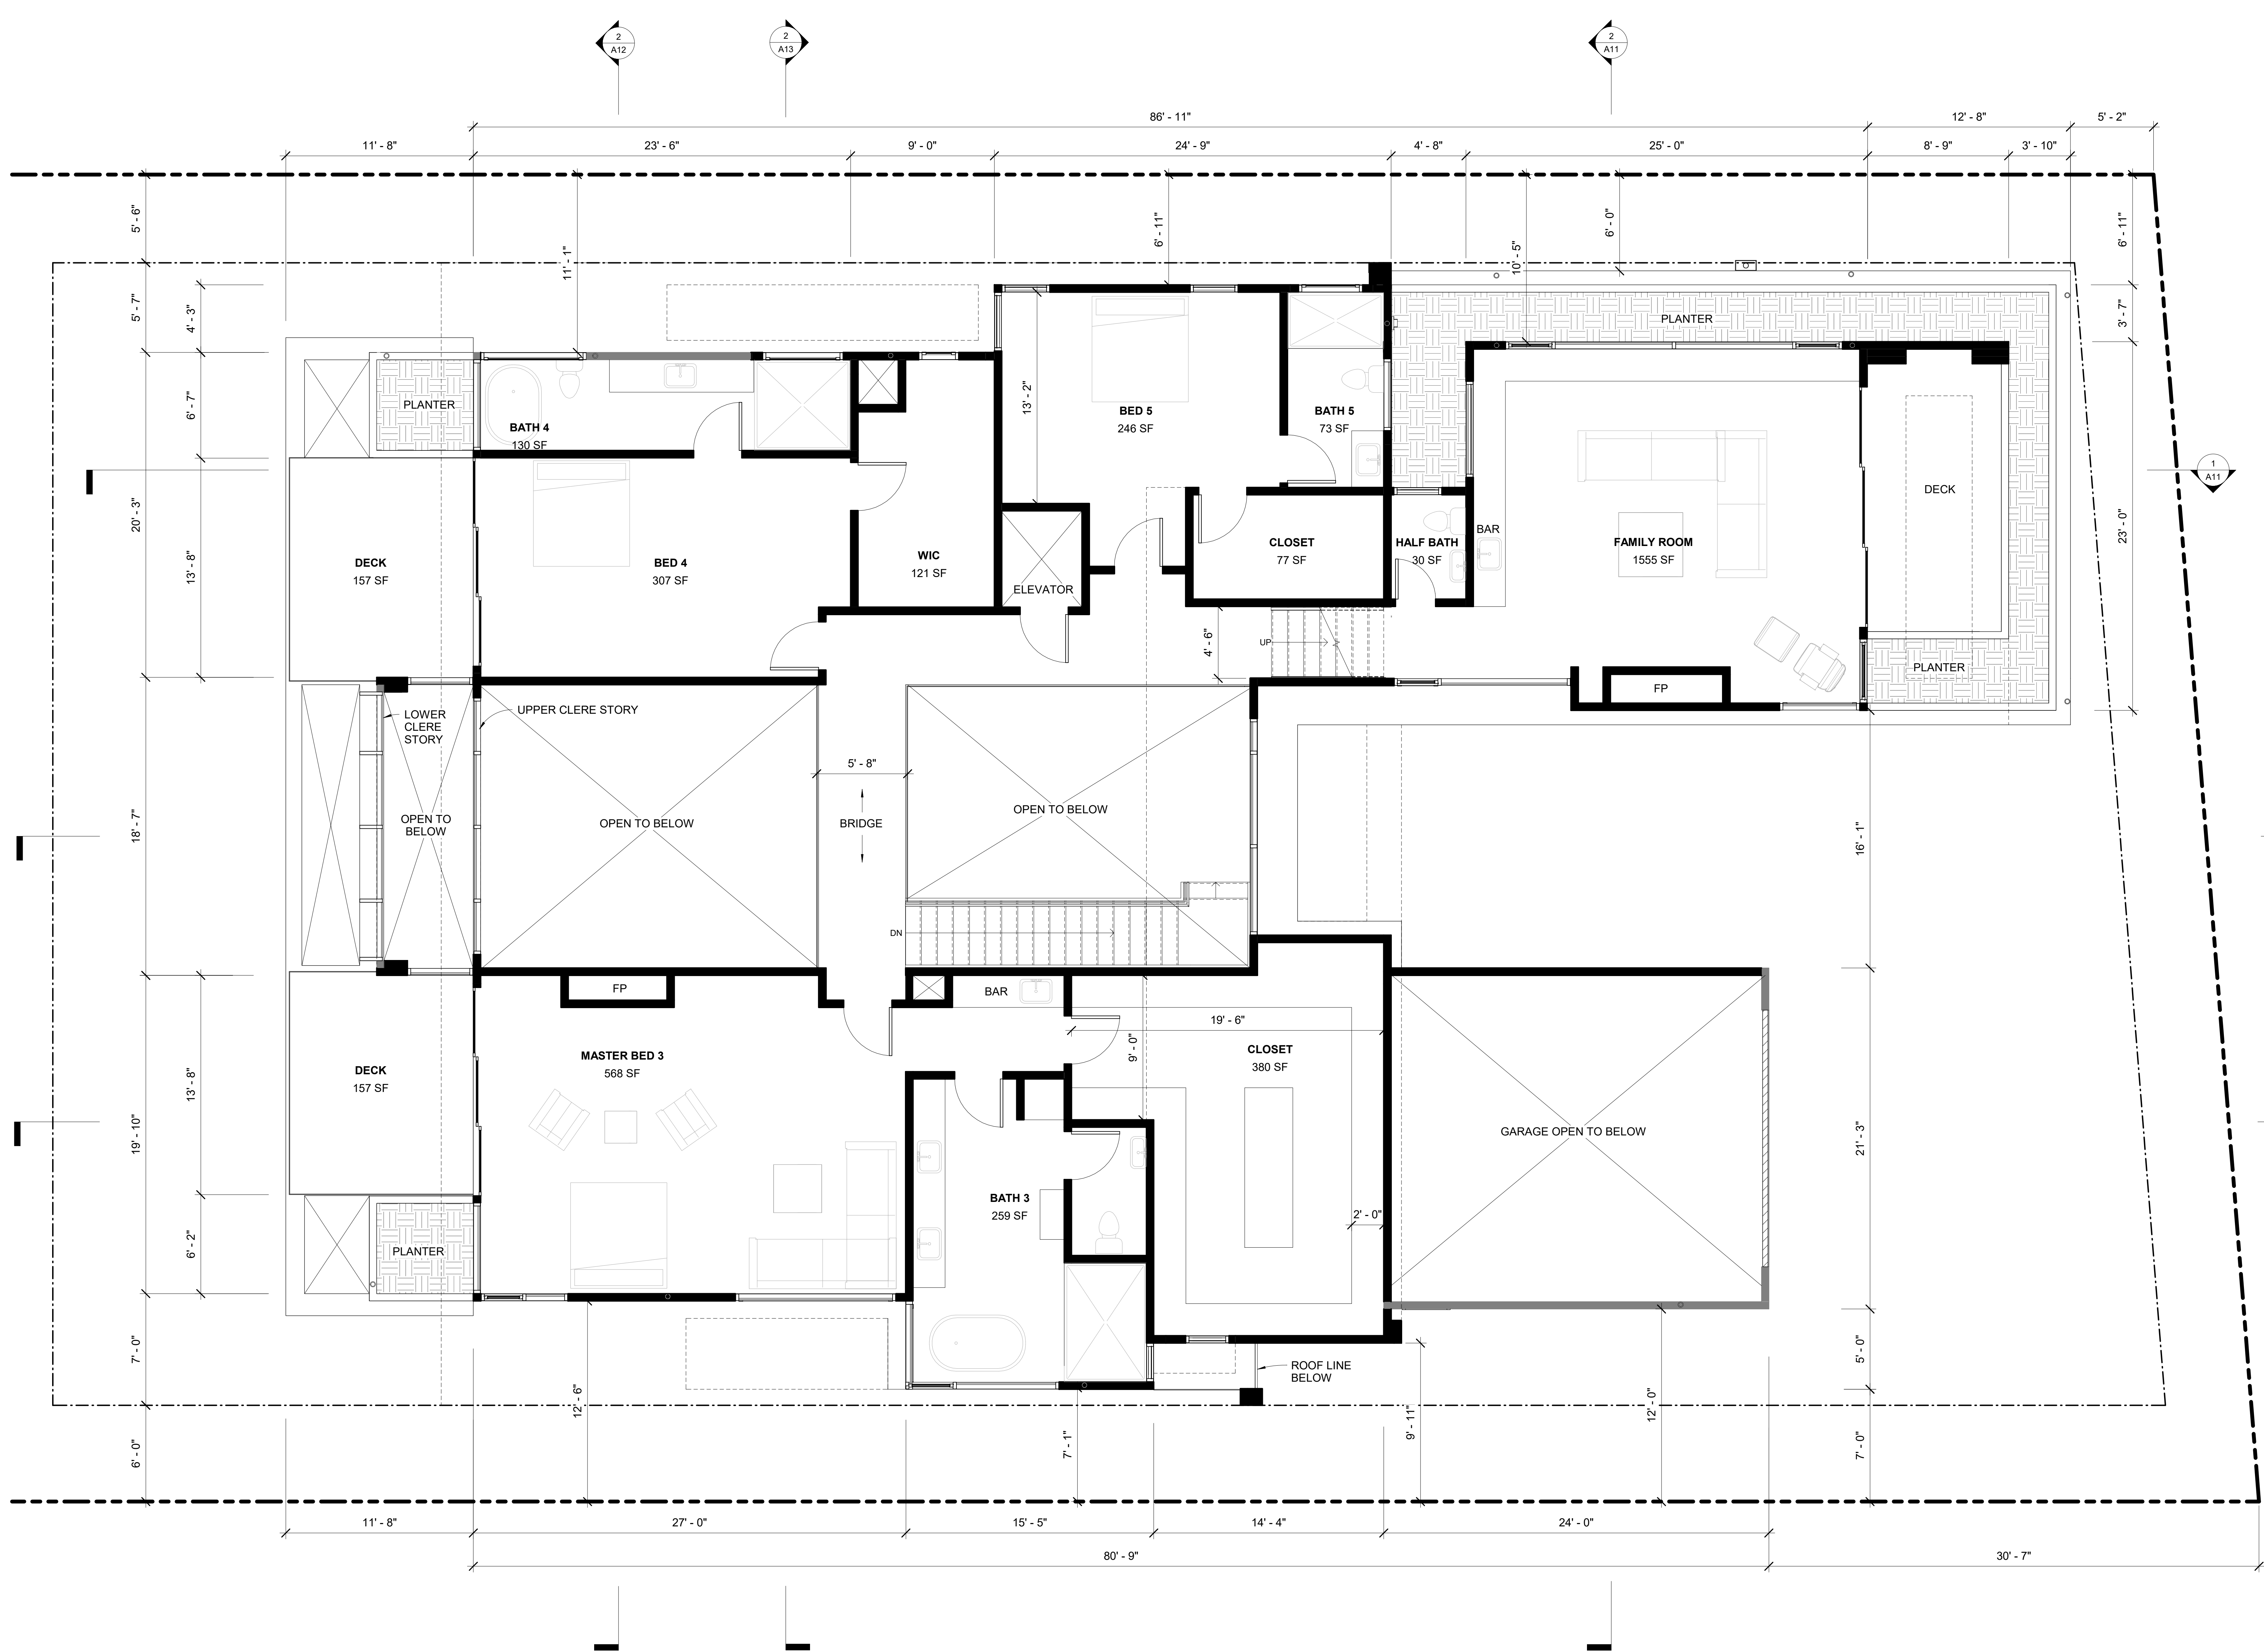 2
A12
2
A13
2
A11
86' - 11"
12' - 8"
5' - 2"
11' - 8"
23' - 6"
9' - 0"
24' - 9"
4' - 8"
25' - 0"
8' - 9"
3' - 10"
5' - 6"
11' - 1"
6' - 11"
10' - 5"
6' - 0"
6' - 11"
5' - 7"
4' - 3"
3' - 7"
PLANTER
6' - 7"
PLANTER
BATH 4
130 SF
13' - 2"
BED 5
246 SF
BATH 5
73 SF
1
A11
20' - 3"
13' - 8"
DECK
157 SF
BED 4
307 SF
WIC
121 SF
ELEVATOR
CLOSET
77 SF
HALF BATH
30 SF
BAR
FAMILY ROOM
1555 SF
DECK
23' - 0"
4' - 6"
UP
PLANTER
FP
LOWER
CLERE
STORY
UPPER CLERE STORY
5' - 8"
18' - 7"
OPEN TO
BELOW
OPEN TO BELOW
BRIDGE
OPEN TO BELOW
16' - 1"
DN
FP
BAR
19' - 6"
9' - 0"
CLOSET
380 SF
DECK
157 SF
MASTER BED 3
568 SF
13' - 8"
19' - 10"
GARAGE OPEN TO BELOW
21' - 3"
BATH 3
259 SF
2' - 0"
6' - 2"
PLANTER
7' - 0"
ROOF LINE
BELOW
5' - 0"
12' - 6"
9' - 11"
12' - 0"
6' - 0"
7' - 1"
7' - 0"
11' - 8"
27' - 0"
15' - 5"
14' - 4"
24' - 0"
80' - 9"
30' - 7"